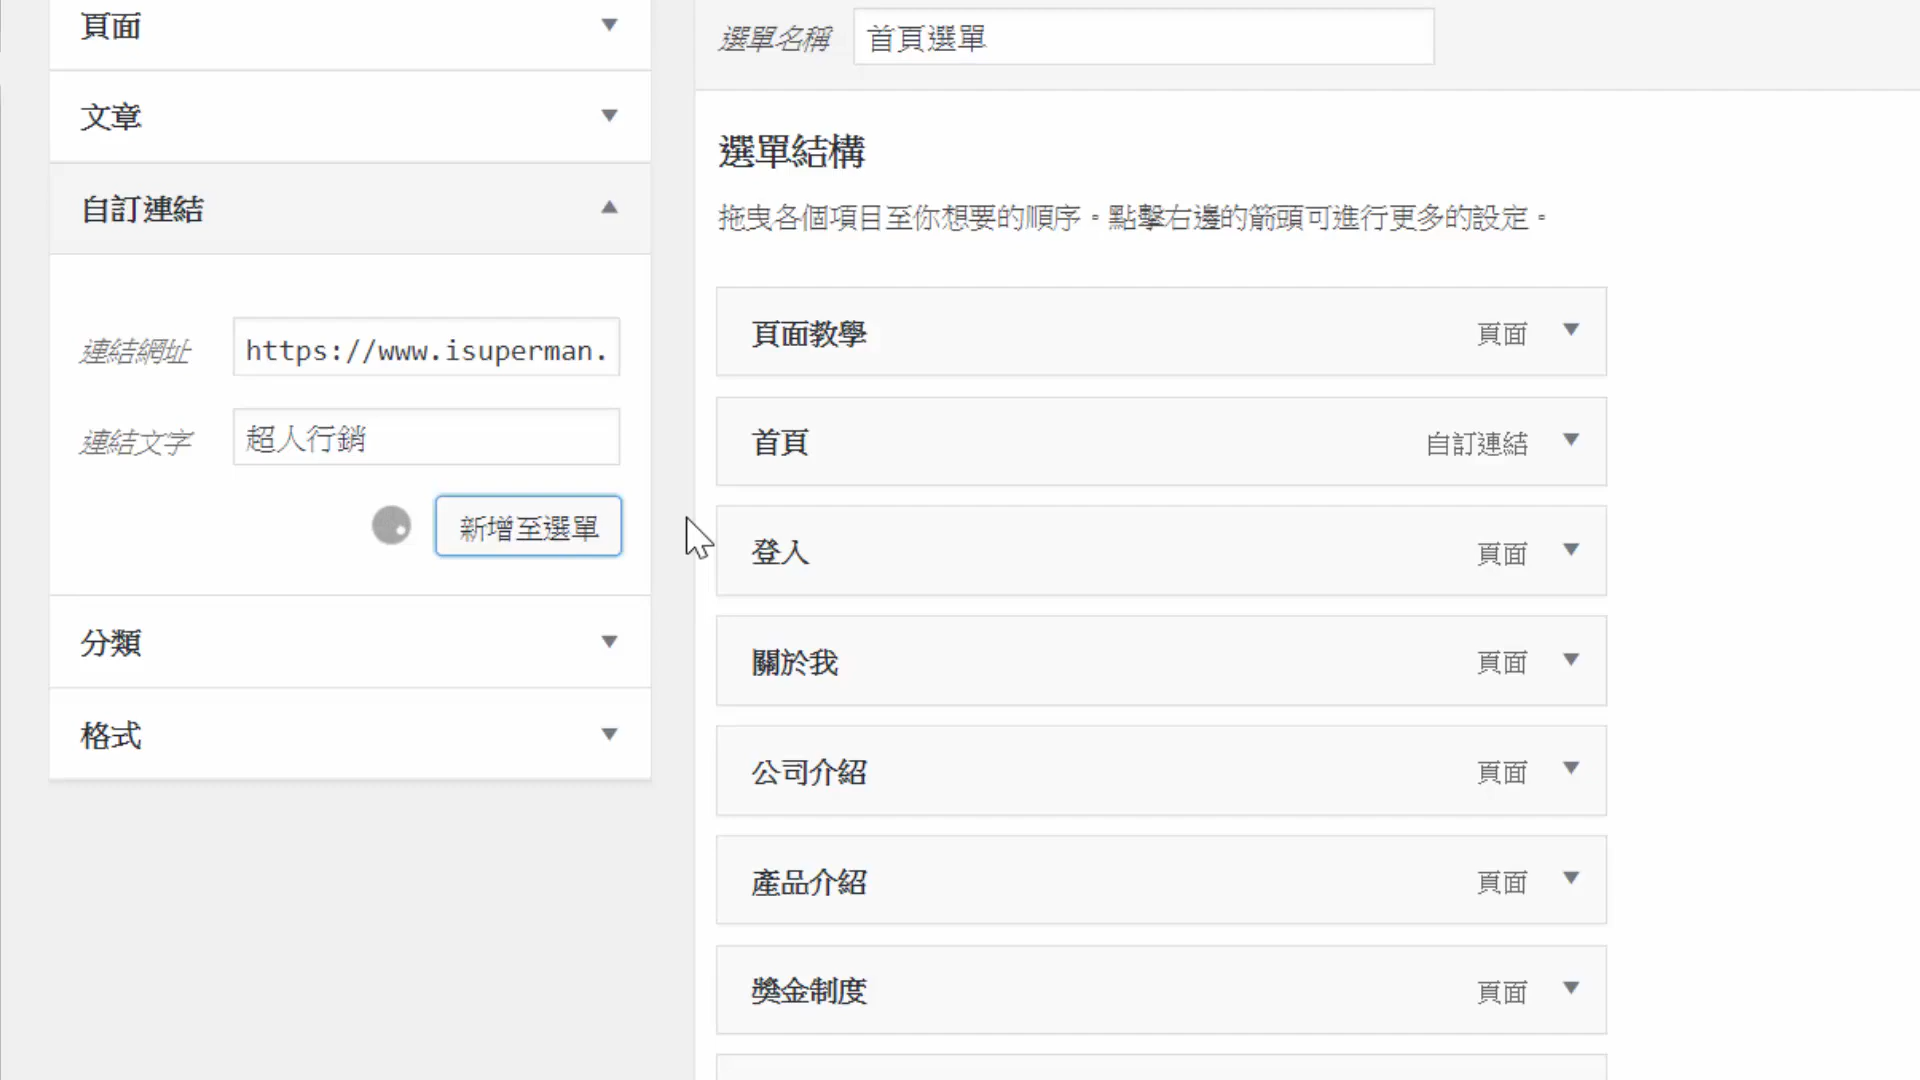 頁面
文章
自訂連結
連結網址 https://www.isuperman.
連結文字 超人行銷
新增至選單
分類
格式
選單名稱 首頁選單
選單結構
拖曳各個項目至你想要的順序。點擊右邊的箭頭可進行更多的設定。
頁面教學 頁面
首頁 自訂連結
登入 頁面
關於我 頁面
公司介紹 頁面
產品介紹 頁面
獎金制度 頁面